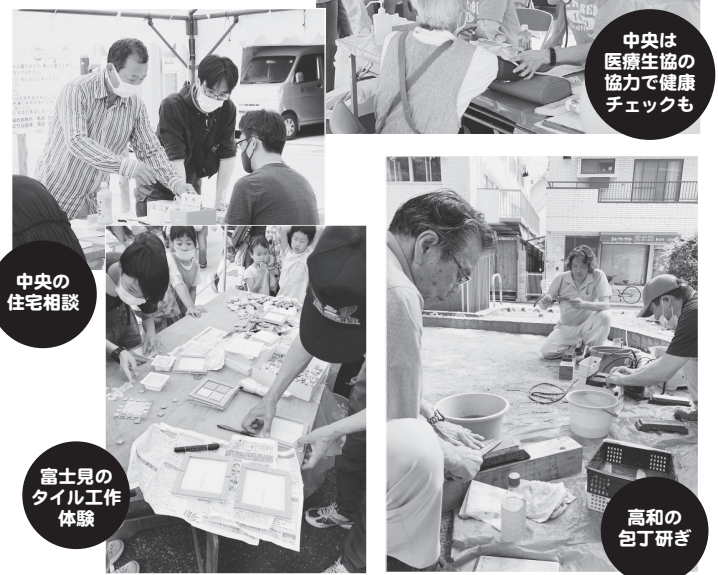 中央は
医療生協の
協力で健康
チェックも
中央の
住宅相談
富士見の
タイル工作
体験
高和の
包丁研ぎ